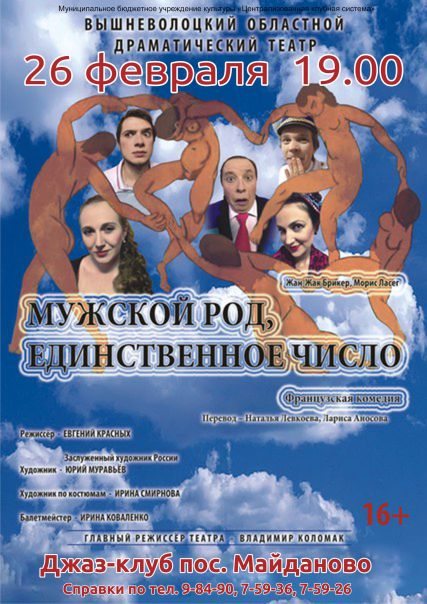 Муниципальное бюджетное учреждение культуры «Централизованная клубная система»
ВЫШНЕВОЛОЦКИЙ ОБЛАСТНОЙ
ДРАМАТИЧЕСКИЙ ТЕАТР
26 февраля 19.00
Жан Жак Брикер, Морис Ласег
МУЖСКОЙ РОД,
ЕДИНСТВЕННОЕ ЧИСЛО
Французская комедия
Перевод – Наталья Левкоева, Лариса Аносова
Режиссёр - ЕВГЕНИЙ КРАСНЫХ
Заслуженный художник России
Художник - ЮРИЙ МУРАВЬЁВ
Художник по костюмам - ИРИНА СМИРНОВА
Балетмейстер - ИРИНА КОВАЛЕНКО
16+
ГЛАВНЫЙ РЕЖИССЁР ТЕАТРА - ВЛАДИМИР КОЛОМАК
Джаз-клуб пос. Майданово
Справки по тел. 9-84-90, 7-59-36, 7-59-26